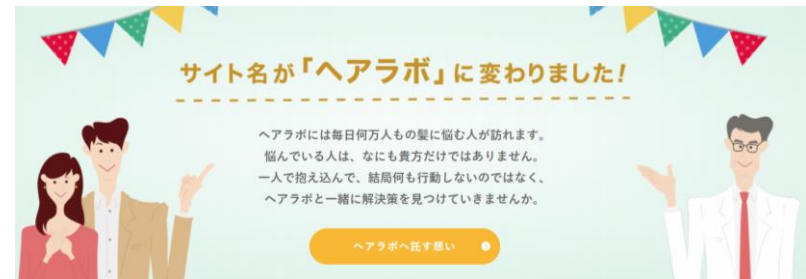 サイト名が「ヘアラボ」に変わりました!
ヘアラボには毎日何万人もの髪に悩む人が訪れます。
悩んでいる人は、なにも貴方だけではありません。
一人で抱え込んで、結局何も行動しないのではなく、
ヘアラボと一緒に解決策を見つけていきませんか。
ヘアラボへ託す想い